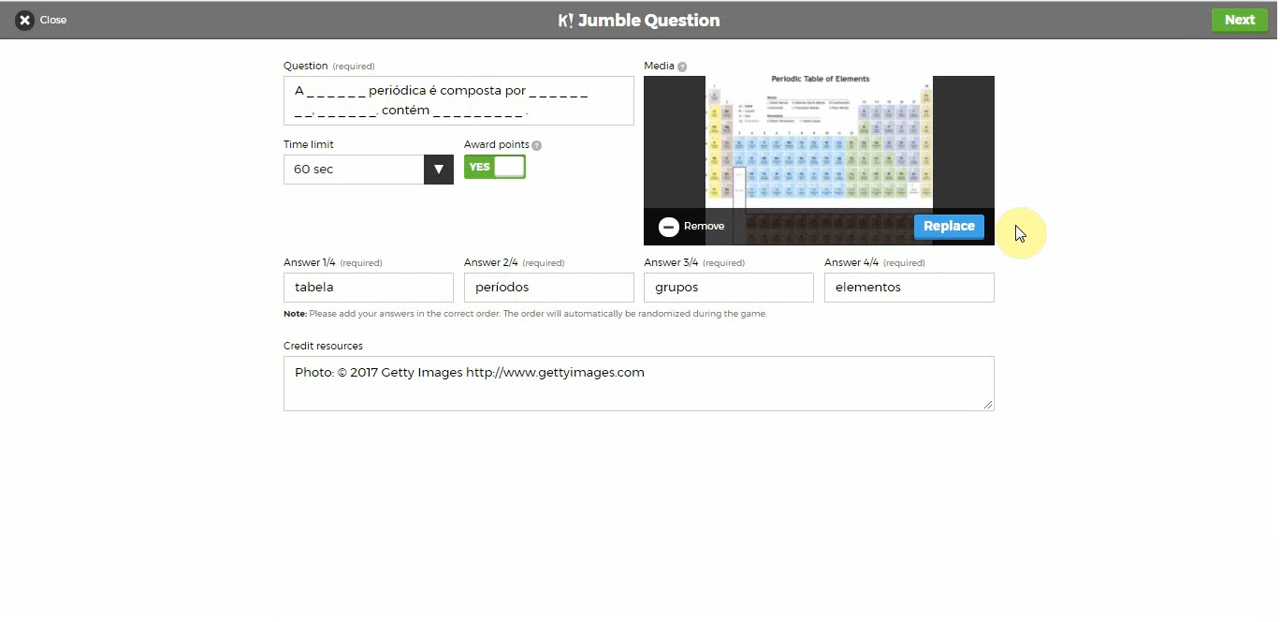 Close
K! Jumble Question
Next
Question (required)
Media ?
A _ _ _ _ _ _ periódica é composta por _ _ _ _ _ _
_ _, _ _ _ _ _ _. contém _ _ _ _ _ _ _ _ _ .
Periodic Table of Elements
Time limit
Award points ?
60 sec
YES
Remove
Replace
Answer 1/4 (required)
Answer 2/4 (required)
Answer 3/4 (required)
Answer 4/4 (required)
tabela
períodos
grupos
elementos
Note: Please add your answers in the correct order. The order will automatically be randomized during the game.
Credit resources
Photo: © 2017 Getty Images http://www.gettyimages.com